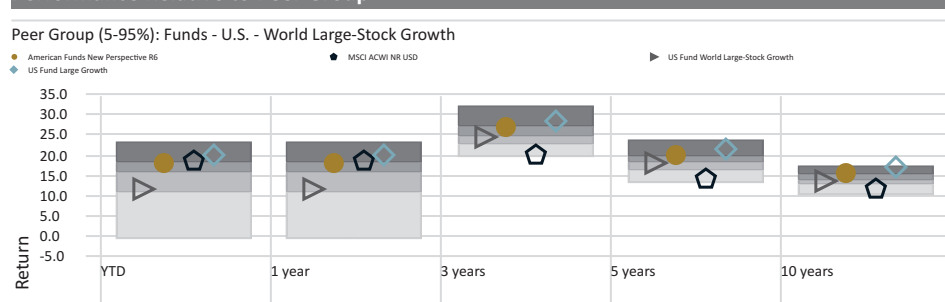 Peer Group (5-95%): Funds - U.S. - World Large-Stock Growth
American Funds New Perspective R6 MSCI ACWI NR USD US Fund World Large-Stock Growth
US Fund Large Growth
35.0
30.0
25.0
20.0
15.0
10.0
5.0
0.0
-5.0
Return
YTD 1 year 3 years 5 years 10 years